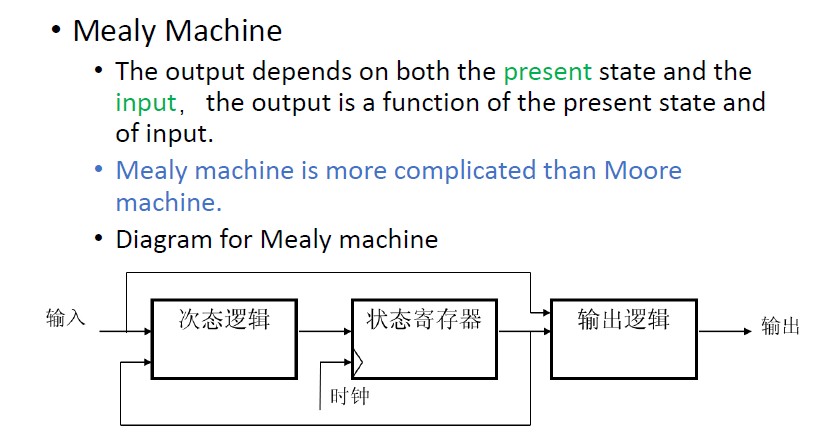 • Mealy Machine
• The output depends on both the present state and the
input， the output is a function of the present state and
of input.
• Mealy machine is more complicated than Moore
machine.
• Diagram for Mealy machine
输入
次态逻辑
状态寄存器
输出逻辑
输出
时钟